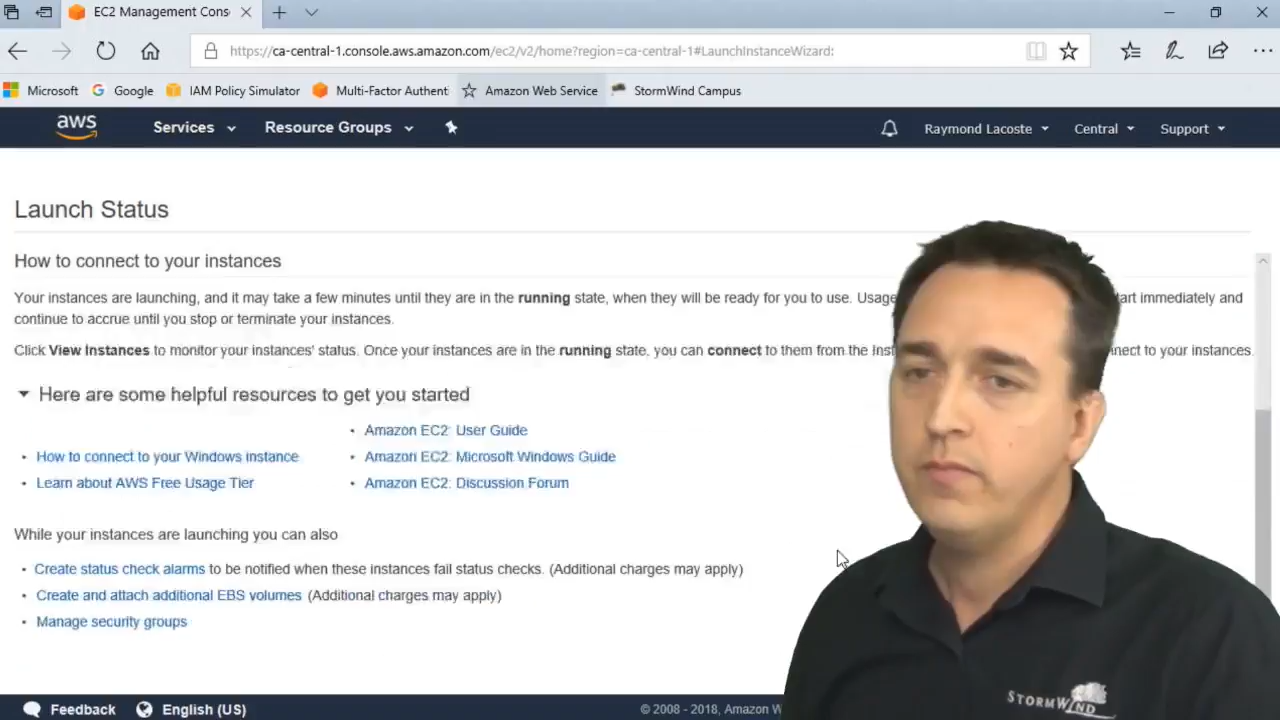 EC2 Management Cons
https://ca-central-1.console.aws.amazon.com/ec2/v2/home?region=ca-central-1#LaunchInstanceWizard:
Microsoft Google IAM Policy Simulator Multi-Factor Authenti Amazon Web Service StormWind Campus
aws Services Resource Groups Raymond Lacoste Central Support
Launch Status
How to connect to your instances
Your instances are launching, and it may take a few minutes until they are in the running state, when they will be ready for you to use. Usage art immediately and
continue to accrue until you stop or terminate your instances.
Click View Instances to monitor your instances' status. Once your instances are in the running state, you can connect to them from the Inst nnect to your instances.
Here are some helpful resources to get you started
• Amazon EC2: User Guide
• How to connect to your Windows instance • Amazon EC2: Microsoft Windows Guide
• Learn about AWS Free Usage Tier • Amazon EC2: Discussion Forum
While your instances are launching you can also
• Create status check alarms to be notified when these instances fail status checks. (Additional charges may apply)
• Create and attach additional EBS volumes (Additional charges may apply)
• Manage security groups
STORMWIND
Feedback English (US) © 2008 - 2018, Amazon W